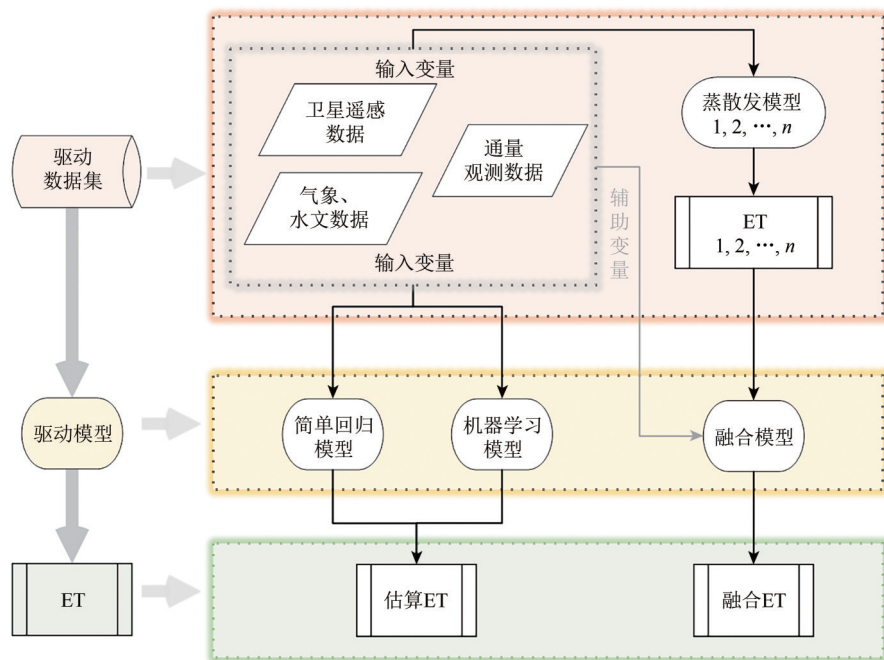 输入变量
卫星遥感
数据
通量
观测数据
气象、
水文数据
输入变量
蒸散发模型
1, 2, …, n
ET
1, 2, …, n
辅助变量
驱动
数据集
驱动模型
简单回归
模型
机器学习
模型
融合模型
ET
估算ET
融合ET